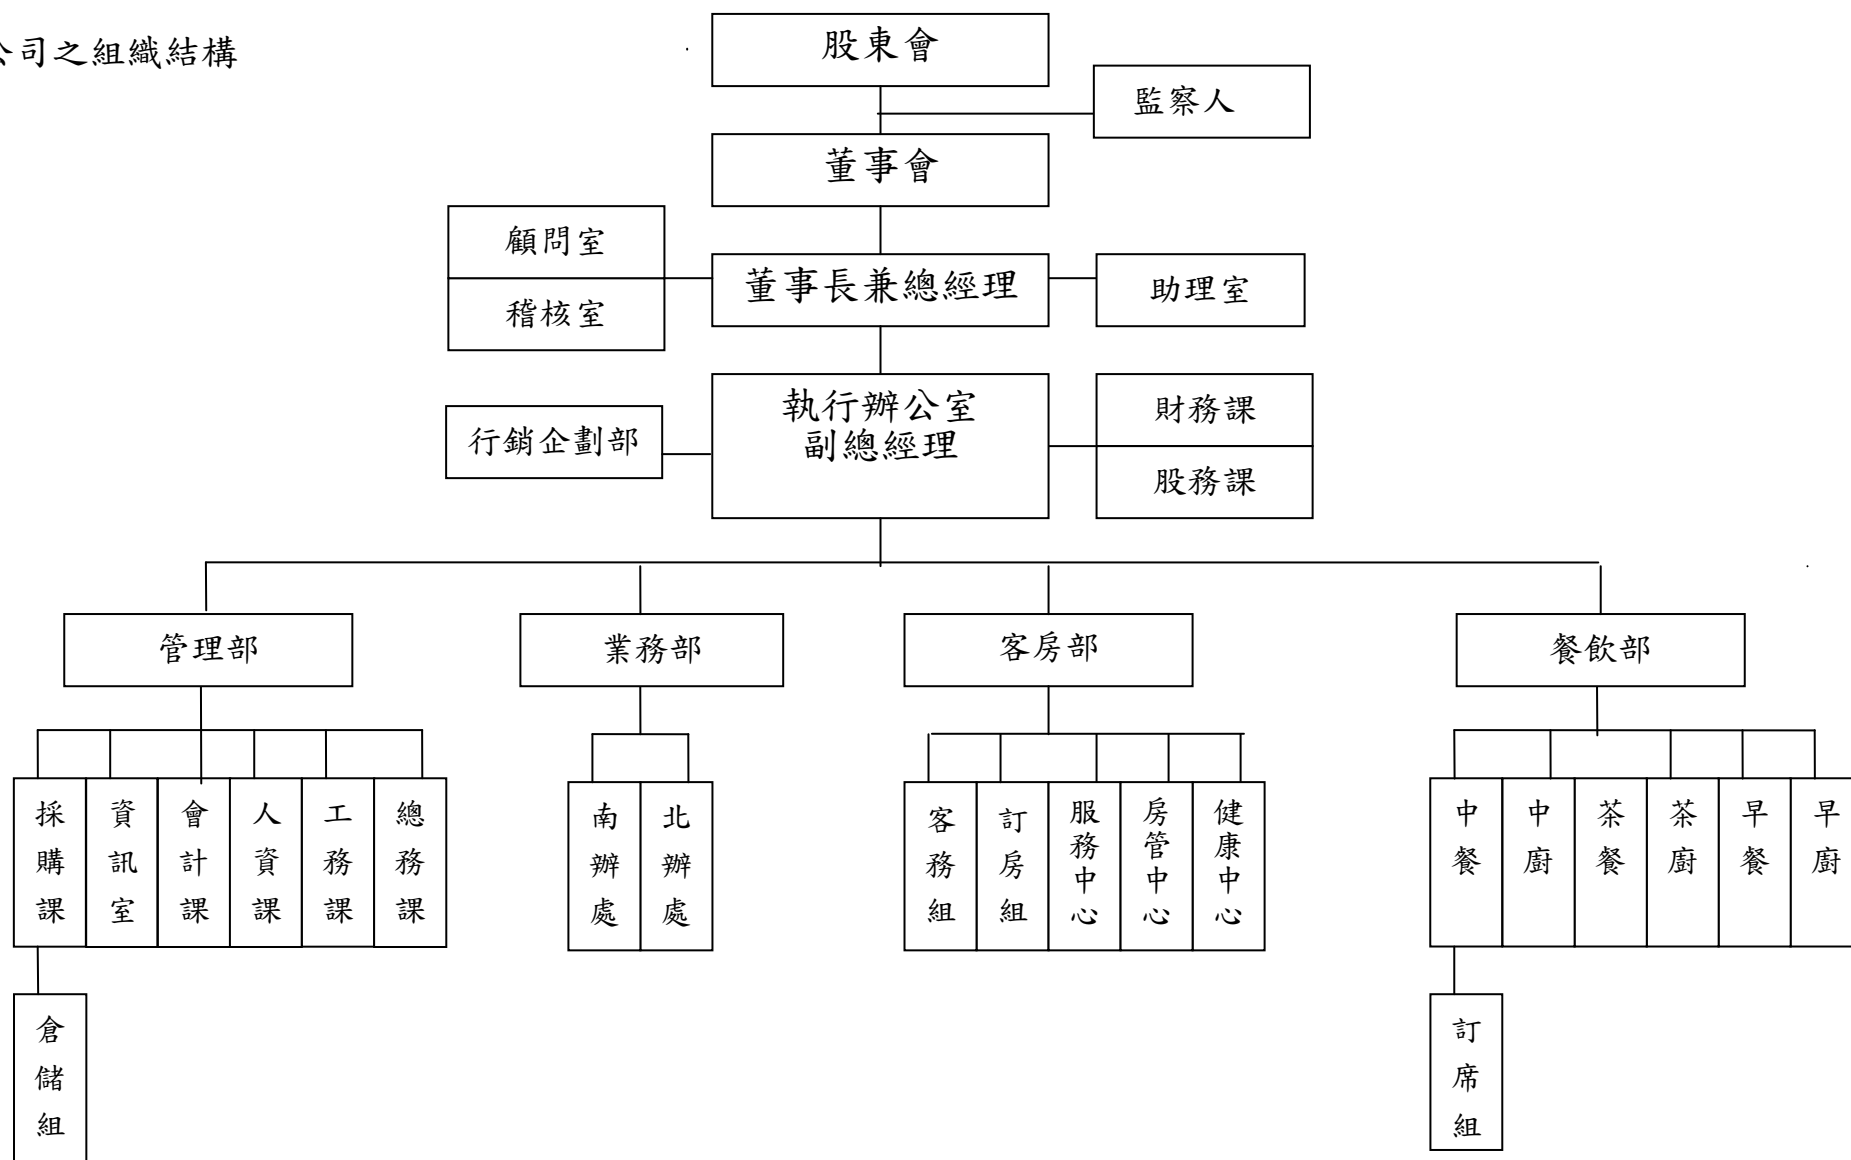 公司之組織結構
股東會
監察人
董事會
顧問室
稽核室
董事長兼總經理
助理室
行銷企劃部
執行辦公室
副總經理
財務課
股務課
管理部
業務部
客房部
餐飲部
採購課
資訊室
會計課
人資課
工務課
總務課
南辦處
北辦處
客務組
訂房組
服務中心
房管中心
健康中心
中餐
中廚
茶餐
茶廚
早餐
早廚
倉儲組
訂席組